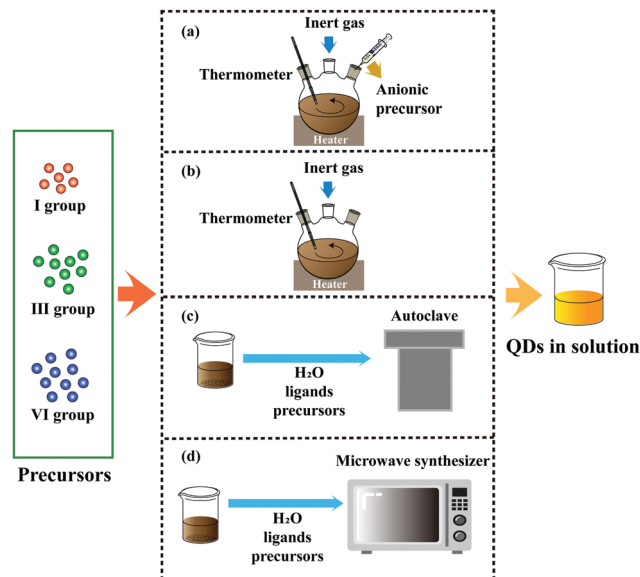 (a)
Inert gas
Thermometer
Anionic
precursor
Heater
(b)
Inert gas
Thermometer
Heater
I group
III group
VI group
Precursors
(c)
Autoclave
H₂O
ligands
precursors
(d)
Microwave synthesizer
H₂O
ligands
precursors
QDs in solution